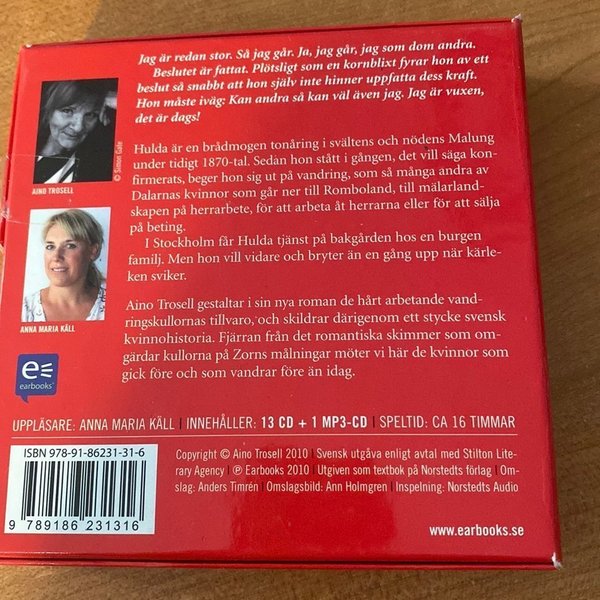 Jag är redan stor. Så jag går. Ja, jag går, jag som dom andra.
Beslutet är fattat. Plötsligt som en kornblixt fyrar hon av ett
beslut så snabbt att hon själv inte hinner uppfatta dess kraft.
Hon måste iväg: Kan andra så kan väl även jag. Jag är vuxen,
det är dags!
© Simon Gate
AINO TROSELL
Hulda är en brådmogen tonåring i svältens och nödens Malung
under tidigt 1870-tal. Sedan hon stått i gången, det vill säga kon-
firmerats, beger hon sig ut på vandring, som så många andra av
Dalarnas kvinnor som går ner till Romboland, till mälarland-
skapen på herrarbete, för att arbeta åt herrarna eller för att sälja
på beting.
I Stockholm får Hulda tjänst på bakgården hos en burgen
familj. Men hon vill vidare och bryter än en gång upp när kärle-
ken sviker.
ANNA MARIA KÄLL
Aino Trosell gestaltar i sin nya roman de hårt arbetande vand-
ringskullornas tillvaro, och skildrar därigenom ett stycke svensk
kvinnohistoria. Fjärran från det romantiska skimmer som om-
gärdar kullorna på Zorns målningar möter vi här de kvinnor som
gick före och som vandrar före än idag.
e
earbooks®
UPPLÄSARE: ANNA MARIA KÄLL | INNEHÅLLER: 13 CD + 1 MP3-CD | SPELTID: CA 16 TIMMAR
ISBN 978-91-86231-31-6
9 789186 231316
Copyright © Aino Trosell 2010 | Svensk utgåva enligt avtal med Stilton Lite-
rary Agency | ℗ Earbooks 2010 | Utgiven som textbok på Norstedts förlag | Om-
slag: Anders Timrén | Omslagsbild: Ann Holmgren | Inspelning: Norstedts Audio
www.earbooks.se